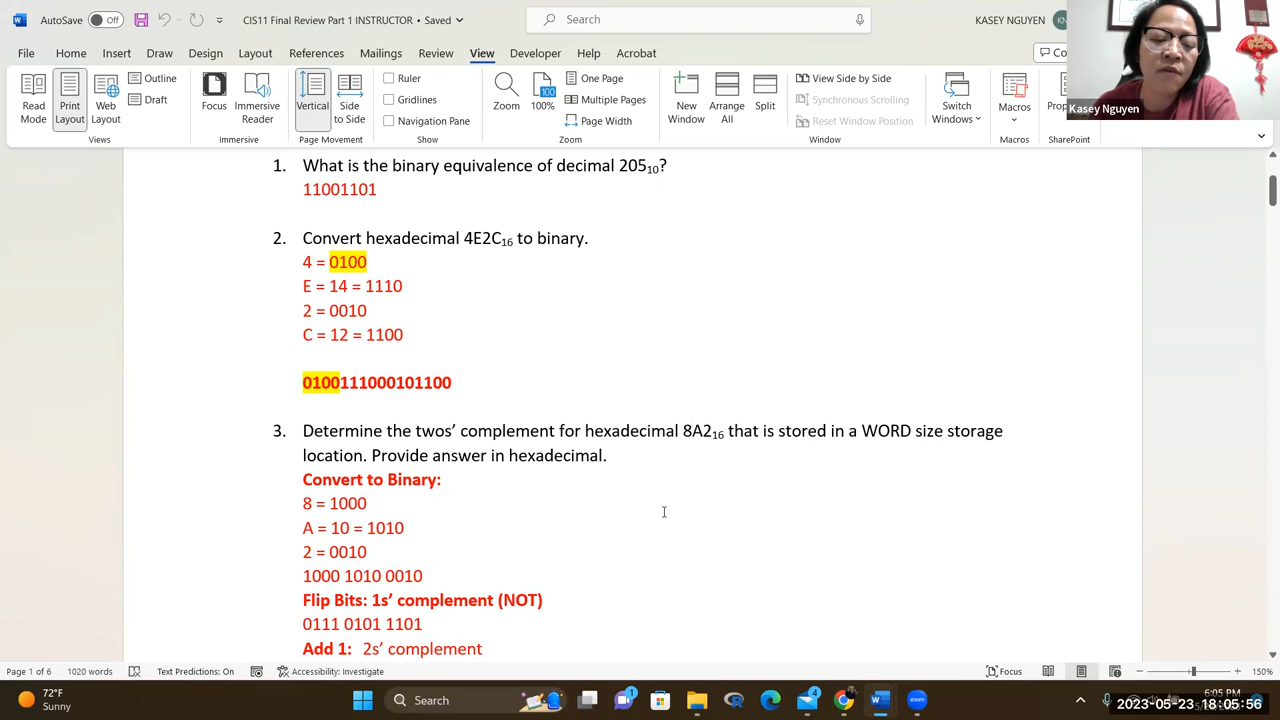 AutoSave Off CIS11 Final Review Part 1 INSTRUCTOR • Saved Search KASEY NGUYEN
File Home Insert Draw Design Layout References Mailings Review View Developer Help Acrobat
Read Mode Print Layout Web Layout Outline Draft Views
Focus Immersive Reader Immersive
Vertical Side to Side Page Movement
Ruler Gridlines Navigation Pane Show
Zoom 100% One Page Multiple Pages Page Width Zoom
New Window Arrange All Split View Side by Side Synchronous Scrolling Reset Window Position Window
Switch Windows Macros Macros SharePoint
Kasey Nguyen
1. What is the binary equivalence of decimal 205₁₀?
11001101
2. Convert hexadecimal 4E2C₁₆ to binary.
4 = 0100
E = 14 = 1110
2 = 0010
C = 12 = 1100
0100111000101100
3. Determine the twos’ complement for hexadecimal 8A2₁₆ that is stored in a WORD size storage
location. Provide answer in hexadecimal.
Convert to Binary:
8 = 1000
A = 10 = 1010
2 = 0010
1000 1010 0010
Flip Bits: 1s’ complement (NOT)
0111 0101 1101
Add 1: 2s’ complement
Page 1 of 6 1020 words Text Predictions: On Accessibility: Investigate Focus 150%
72°F
Sunny
Search
6:05 PM
2023-05-23 18:05:56